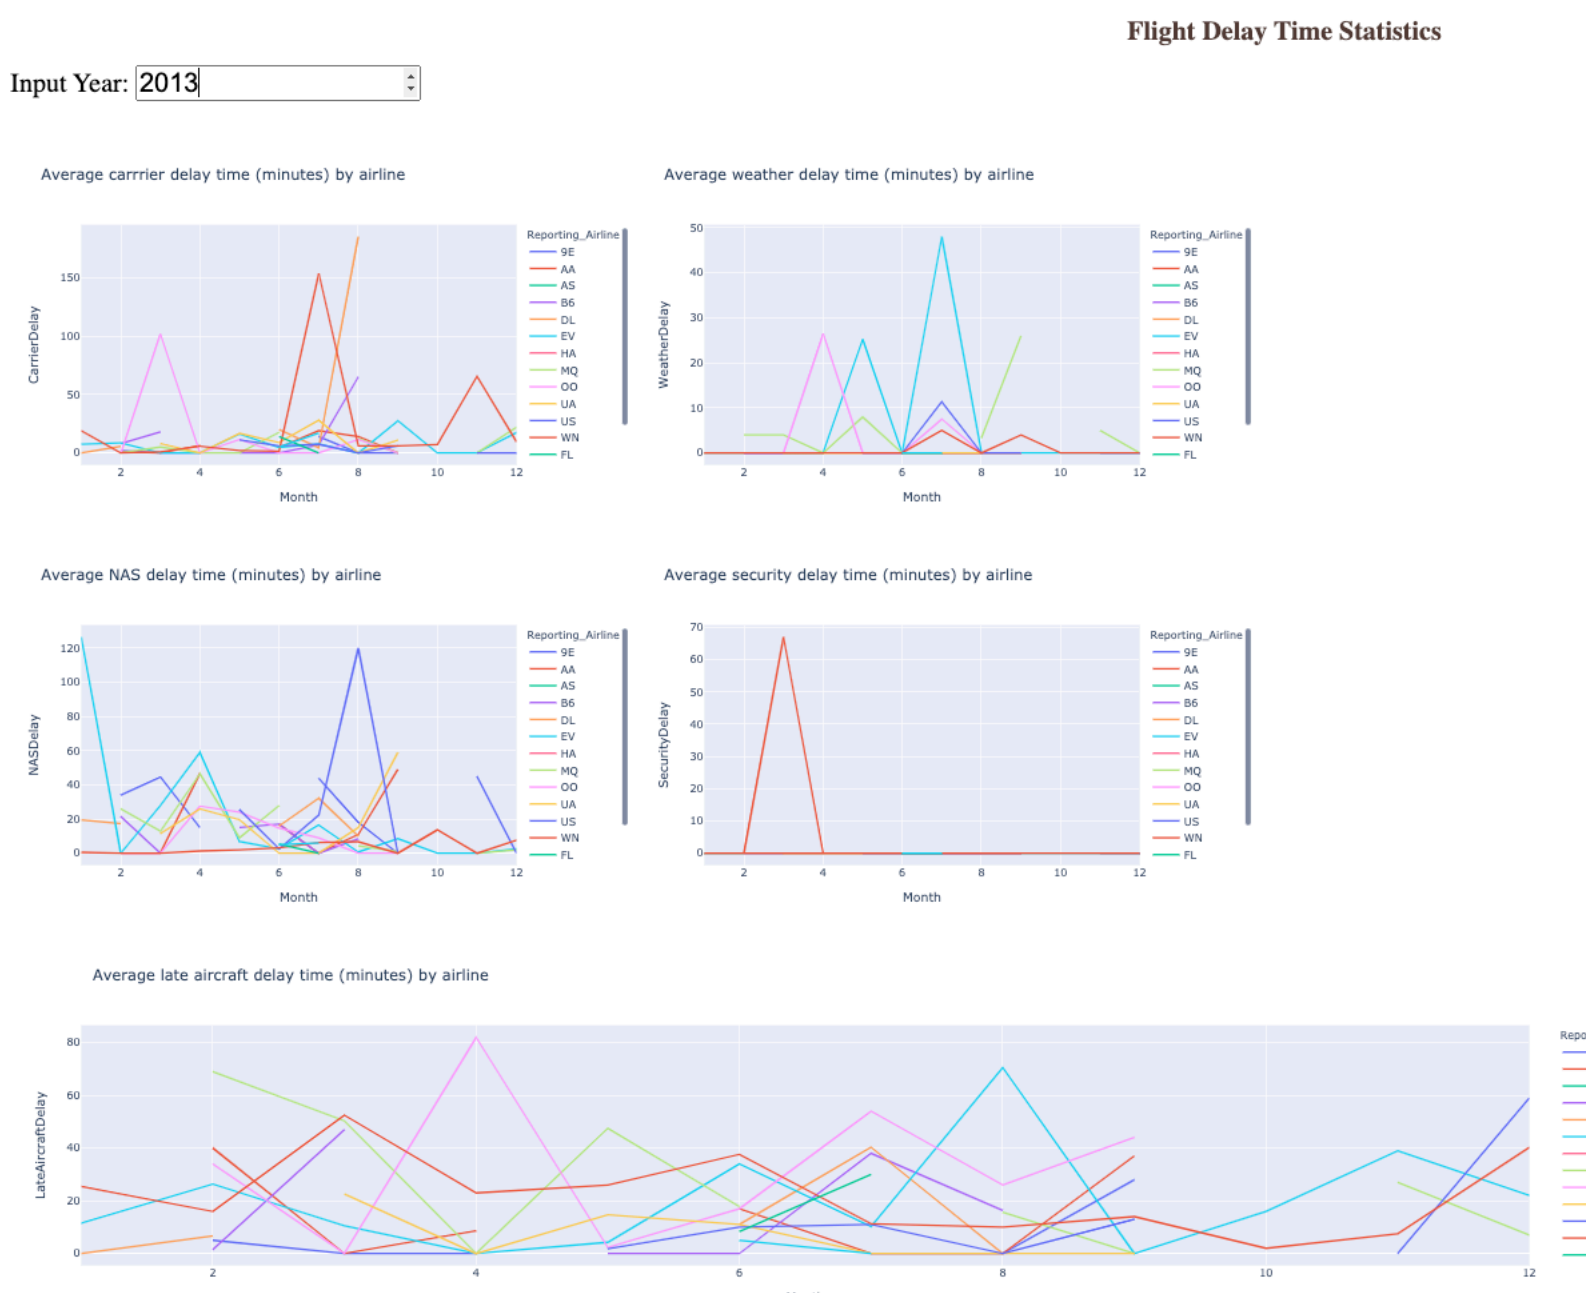 Flight Delay Time Statistics
Input Year: 2013
Average carrrier delay time (minutes) by airline
CarrierDelay
150
100
50
0
2 4 6 8 10 12
Month
Reporting_Airline
9E
AA
AS
B6
DL
EV
HA
MQ
OO
UA
US
WN
FL
Average weather delay time (minutes) by airline
WeatherDelay
50
40
30
20
10
0
2 4 6 8 10 12
Month
Reporting_Airline
9E
AA
AS
B6
DL
EV
HA
MQ
OO
UA
US
WN
FL
Average NAS delay time (minutes) by airline
NASDelay
120
100
80
60
40
20
0
2 4 6 8 10 12
Month
Reporting_Airline
9E
AA
AS
B6
DL
EV
HA
MQ
OO
UA
US
WN
FL
Average security delay time (minutes) by airline
SecurityDelay
70
60
50
40
30
20
10
0
2 4 6 8 10 12
Month
Reporting_Airline
9E
AA
AS
B6
DL
EV
HA
MQ
OO
UA
US
WN
FL
Average late aircraft delay time (minutes) by airline
LateAircraftDelay
80
60
40
20
0
2 4 6 8 10 12
Repo